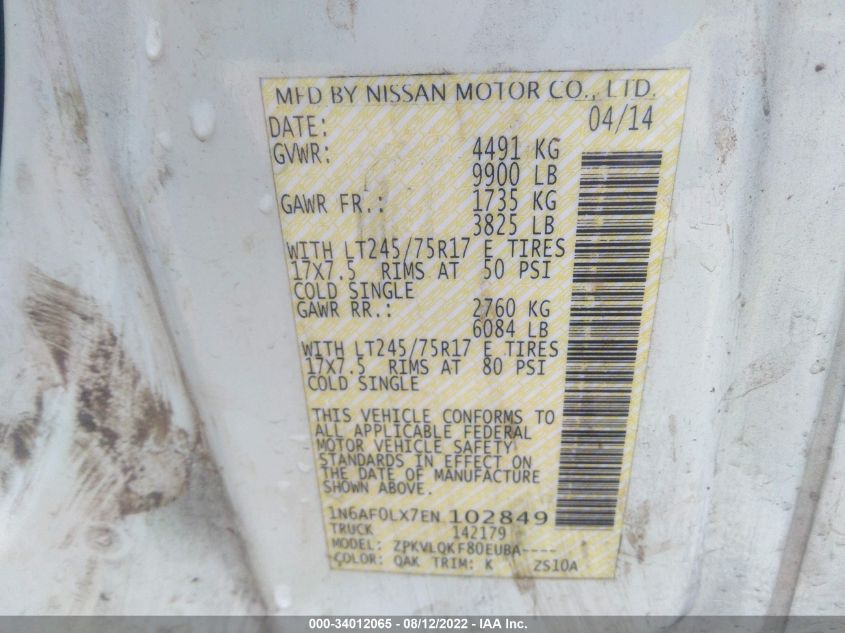 MFD BY NISSAN MOTOR CO., LTD.
DATE: 04/14
GVWR: 4491 KG
9900 LB
GAWR FR.: 1735 KG
3825 LB
WITH LT245/75R17 E TIRES
17X7.5 RIMS AT 50 PSI
COLD SINGLE
GAWR RR.: 2760 KG
6084 LB
WITH LT245/75R17 E TIRES
17X7.5 RIMS AT 80 PSI
COLD SINGLE
THIS VEHICLE CONFORMS TO
ALL APPLICABLE FEDERAL
MOTOR VEHICLE SAFETY
STANDARDS IN EFFECT ON
THE DATE OF MANUFACTURE
SHOWN ABOVE.
1N6AF0LX7EN 102849
TRUCK 142179
MODEL: ZPKVLQKF80EUBA----
COLOR: QAK TRIM: K ZS10A
000-34012065 - 08/12/2022 - IAA Inc.